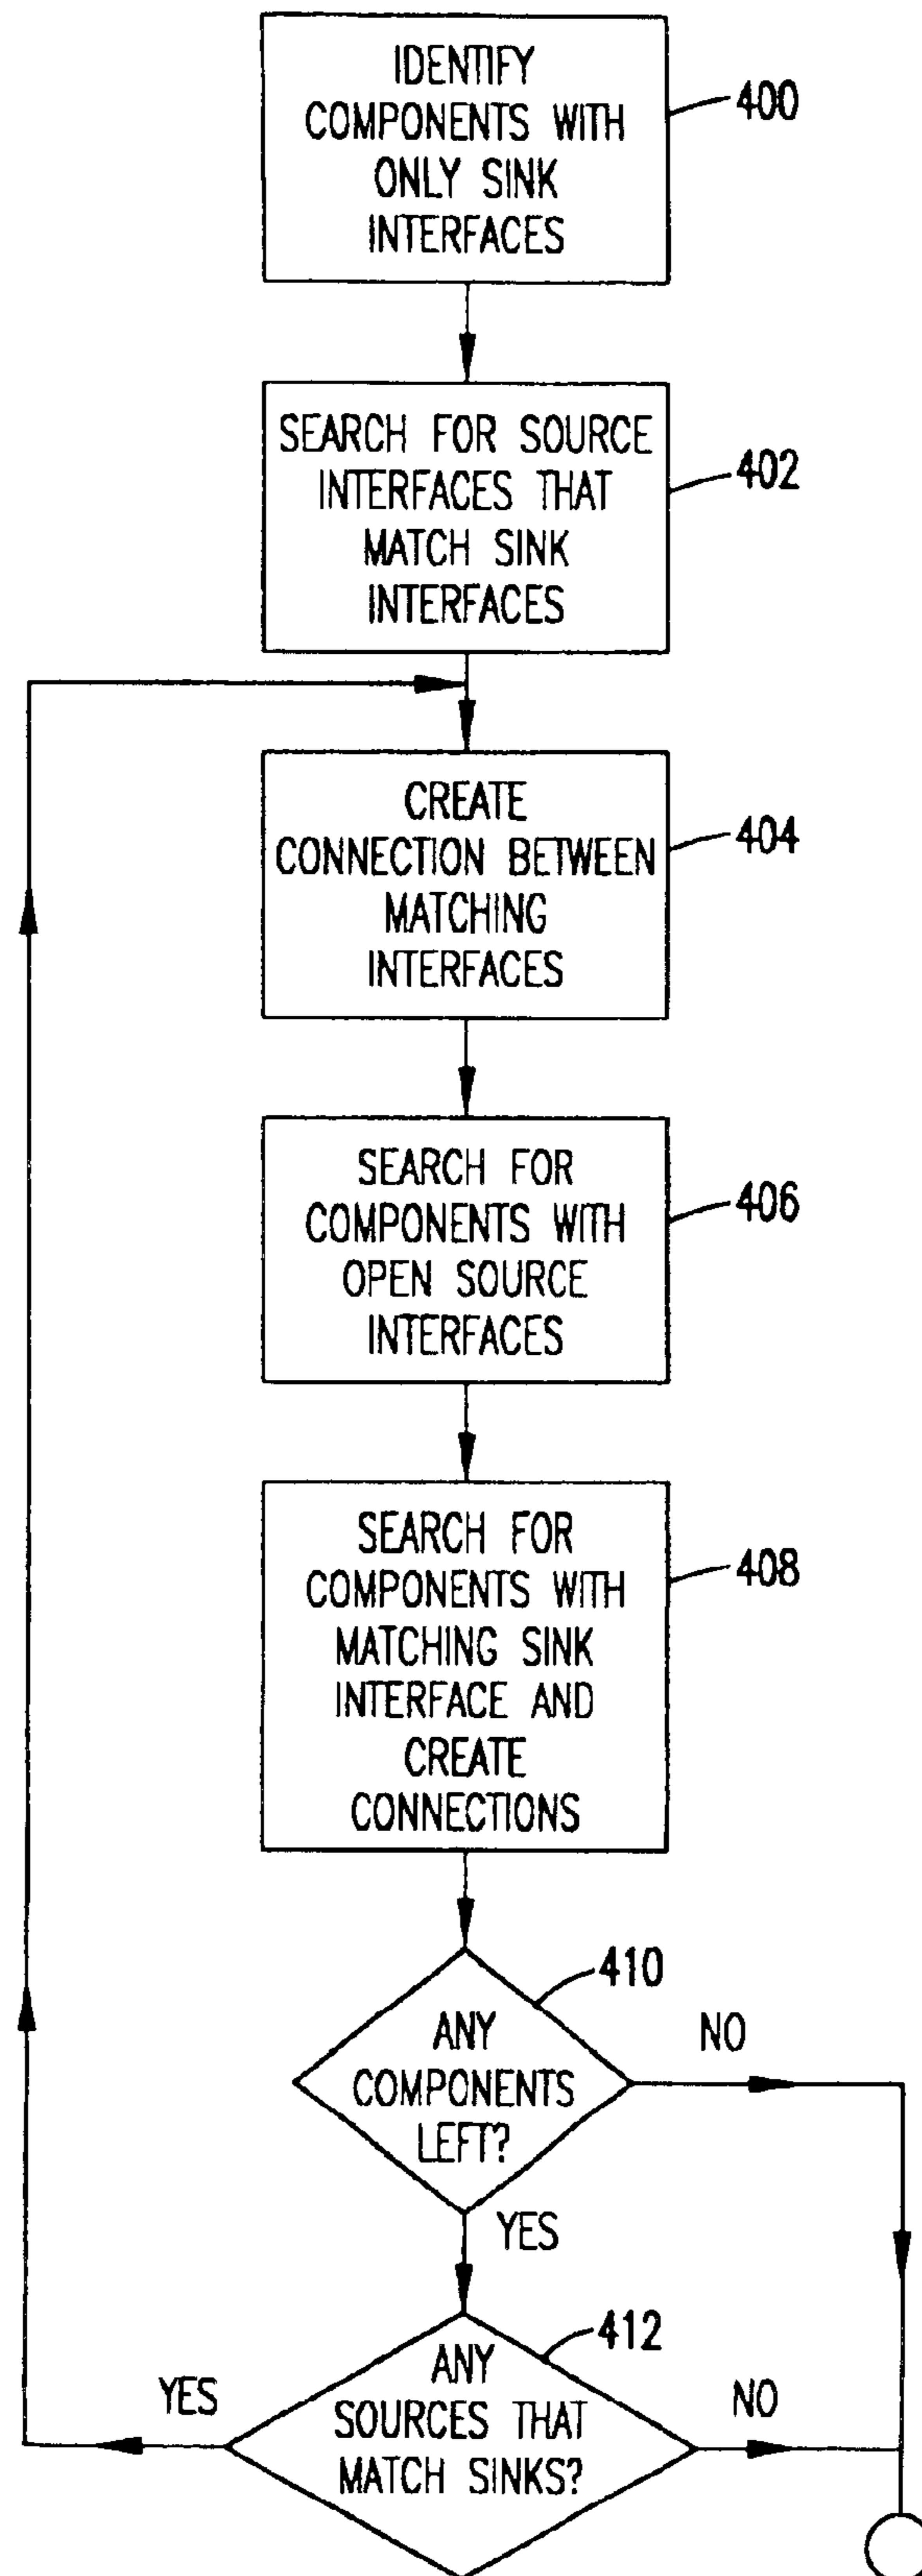 IDENTIFY
COMPONENTS WITH
ONLY SINK
INTERFACES
400
SEARCH FOR SOURCE
INTERFACES THAT
MATCH SINK
INTERFACES
402
CREATE
CONNECTION BETWEEN
MATCHING
INTERFACES
404
SEARCH FOR
COMPONENTS WITH
OPEN SOURCE
INTERFACES
406
SEARCH FOR
COMPONENTS WITH
MATCHING SINK
INTERFACE AND
CREATE
CONNECTIONS
408
410
ANY
COMPONENTS
LEFT?
NO
YES
412
ANY
SOURCES THAT
MATCH SINKS?
YES
NO